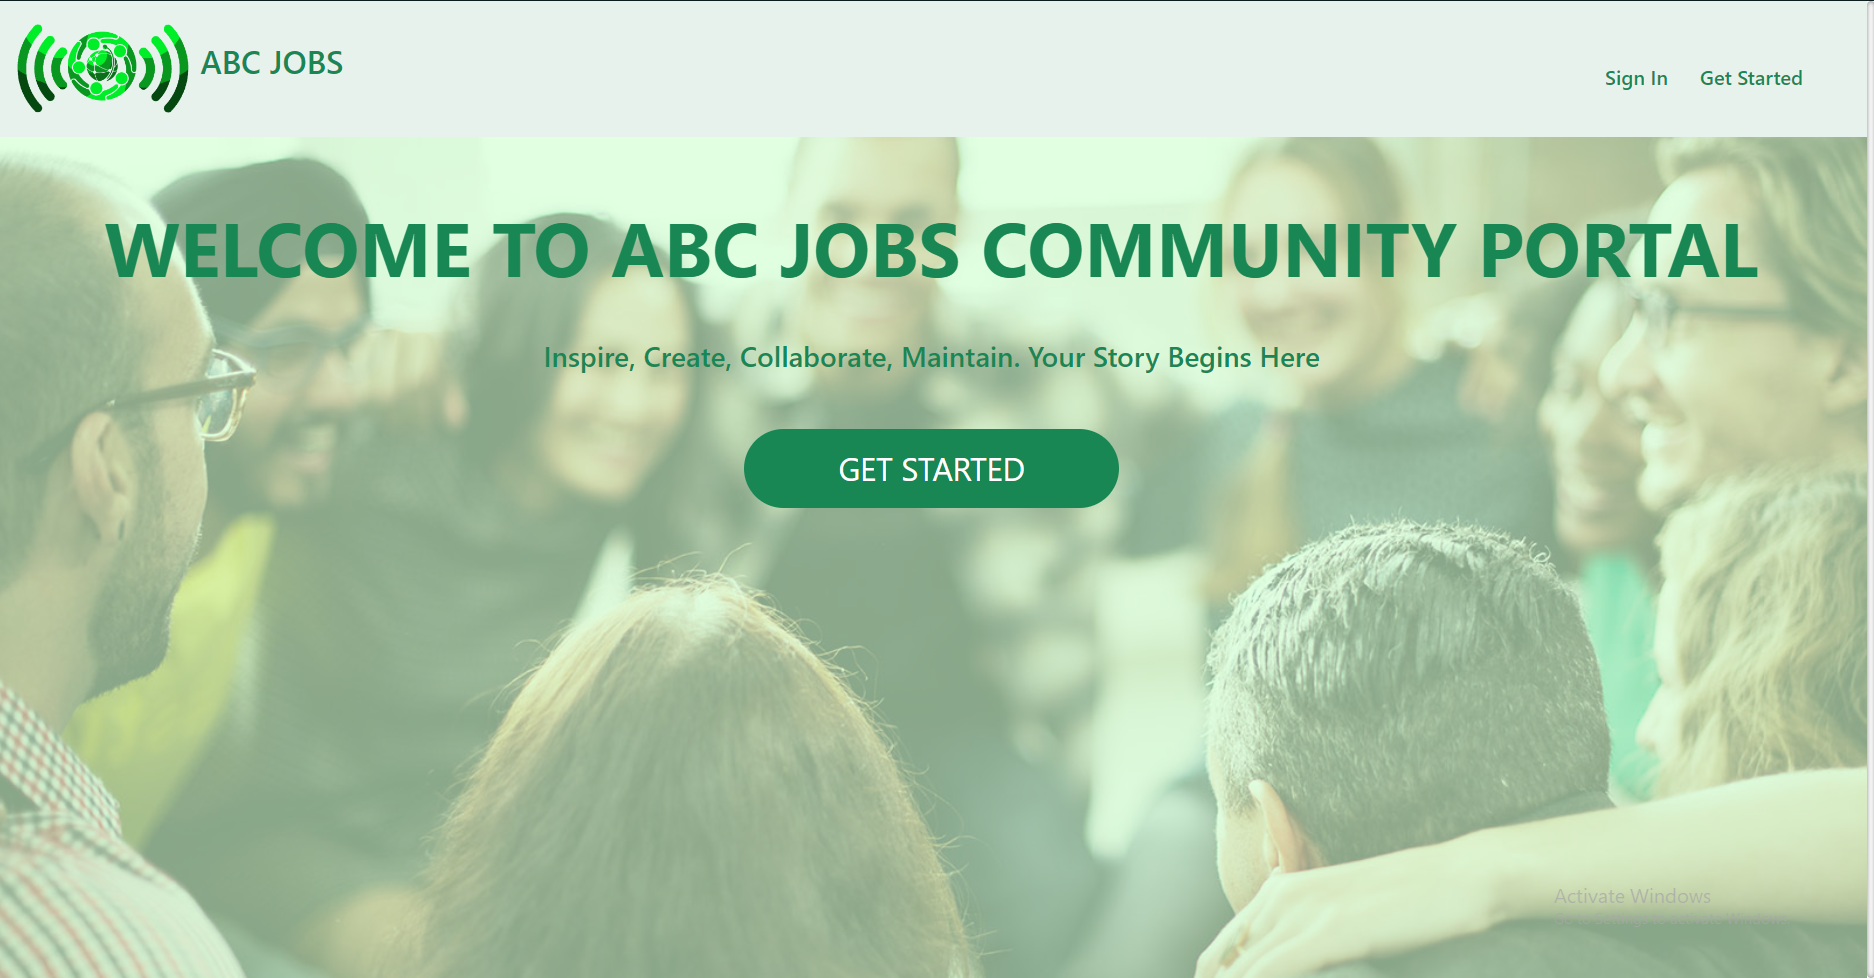 ABC JOBS
Sign In
Get Started
WELCOME TO ABC JOBS COMMUNITY PORTAL
Inspire, Create, Collaborate, Maintain. Your Story Begins Here
GET STARTED
Activate Windows